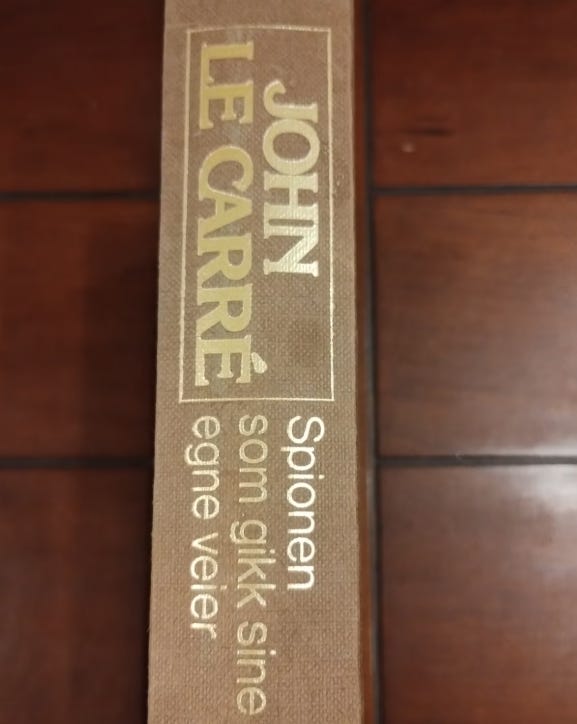 JOHN
LE CARRÉ
Spionen
som gikk sine
egne veier